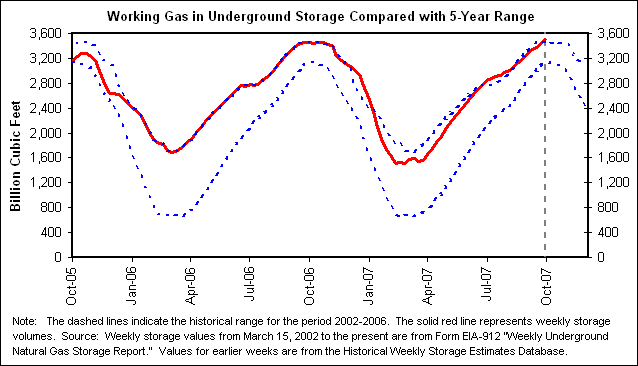 Working Gas in Underground Storage Compared with 5-Year Range
Billion Cubic Feet
3,600
3,200
2,800
2,400
2,000
1,600
1,200
800
400
0
3,600
3,200
2,800
2,400
2,000
1,600
1,200
800
400
0
Oct-05
Jan-06
Apr-06
Jul-06
Oct-06
Jan-07
Apr-07
Jul-07
Oct-07
Note: The dashed lines indicate the historical range for the period 2002-2006. The solid red line represents weekly storage
volumes. Source: Weekly storage values from March 15, 2002 to the present are from Form EIA-912 "Weekly Underground
Natural Gas Storage Report." Values for earlier weeks are from the Historical Weekly Storage Estimates Database.